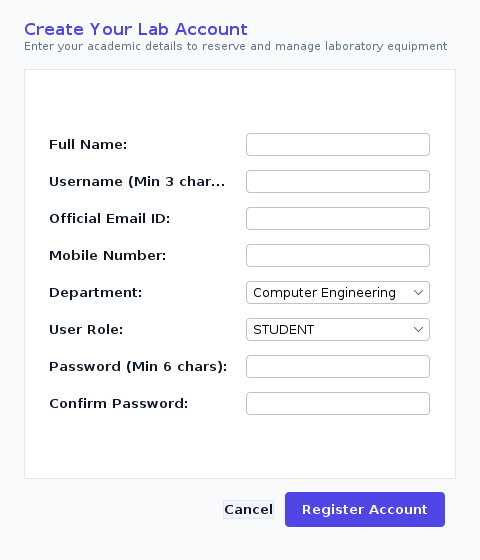 Create Your Lab Account
Enter your academic details to reserve and manage laboratory equipment
Full Name:
Username (Min 3 char...
Official Email ID:
Mobile Number:
Department: Computer Engineering
User Role: STUDENT
Password (Min 6 chars):
Confirm Password:
Cancel Register Account